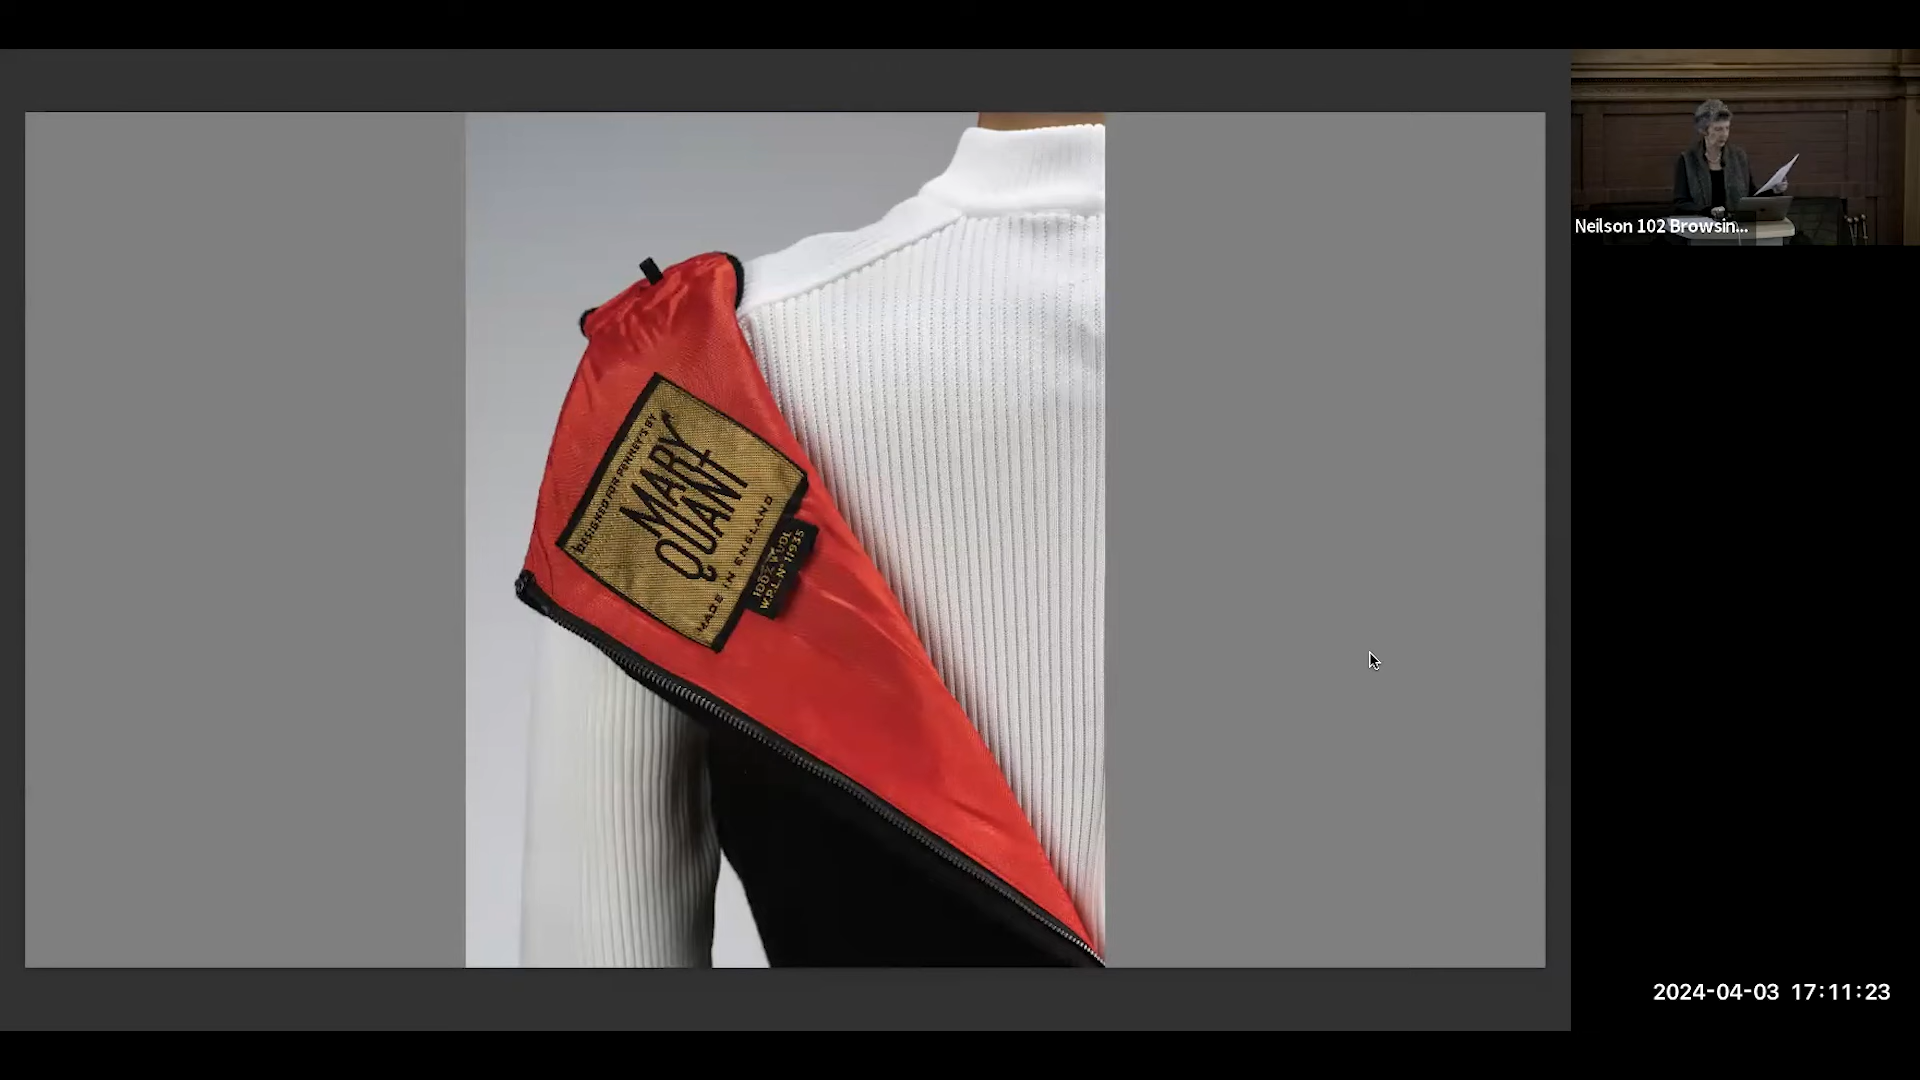 DESIGNED FOR PENNEY'S BY
MARY
QUANT
MADE IN ENGLAND
100% WOOL
W.P.L. Nº 11935
Neilson 102 Browsin...
2024-04-03 17:11:23